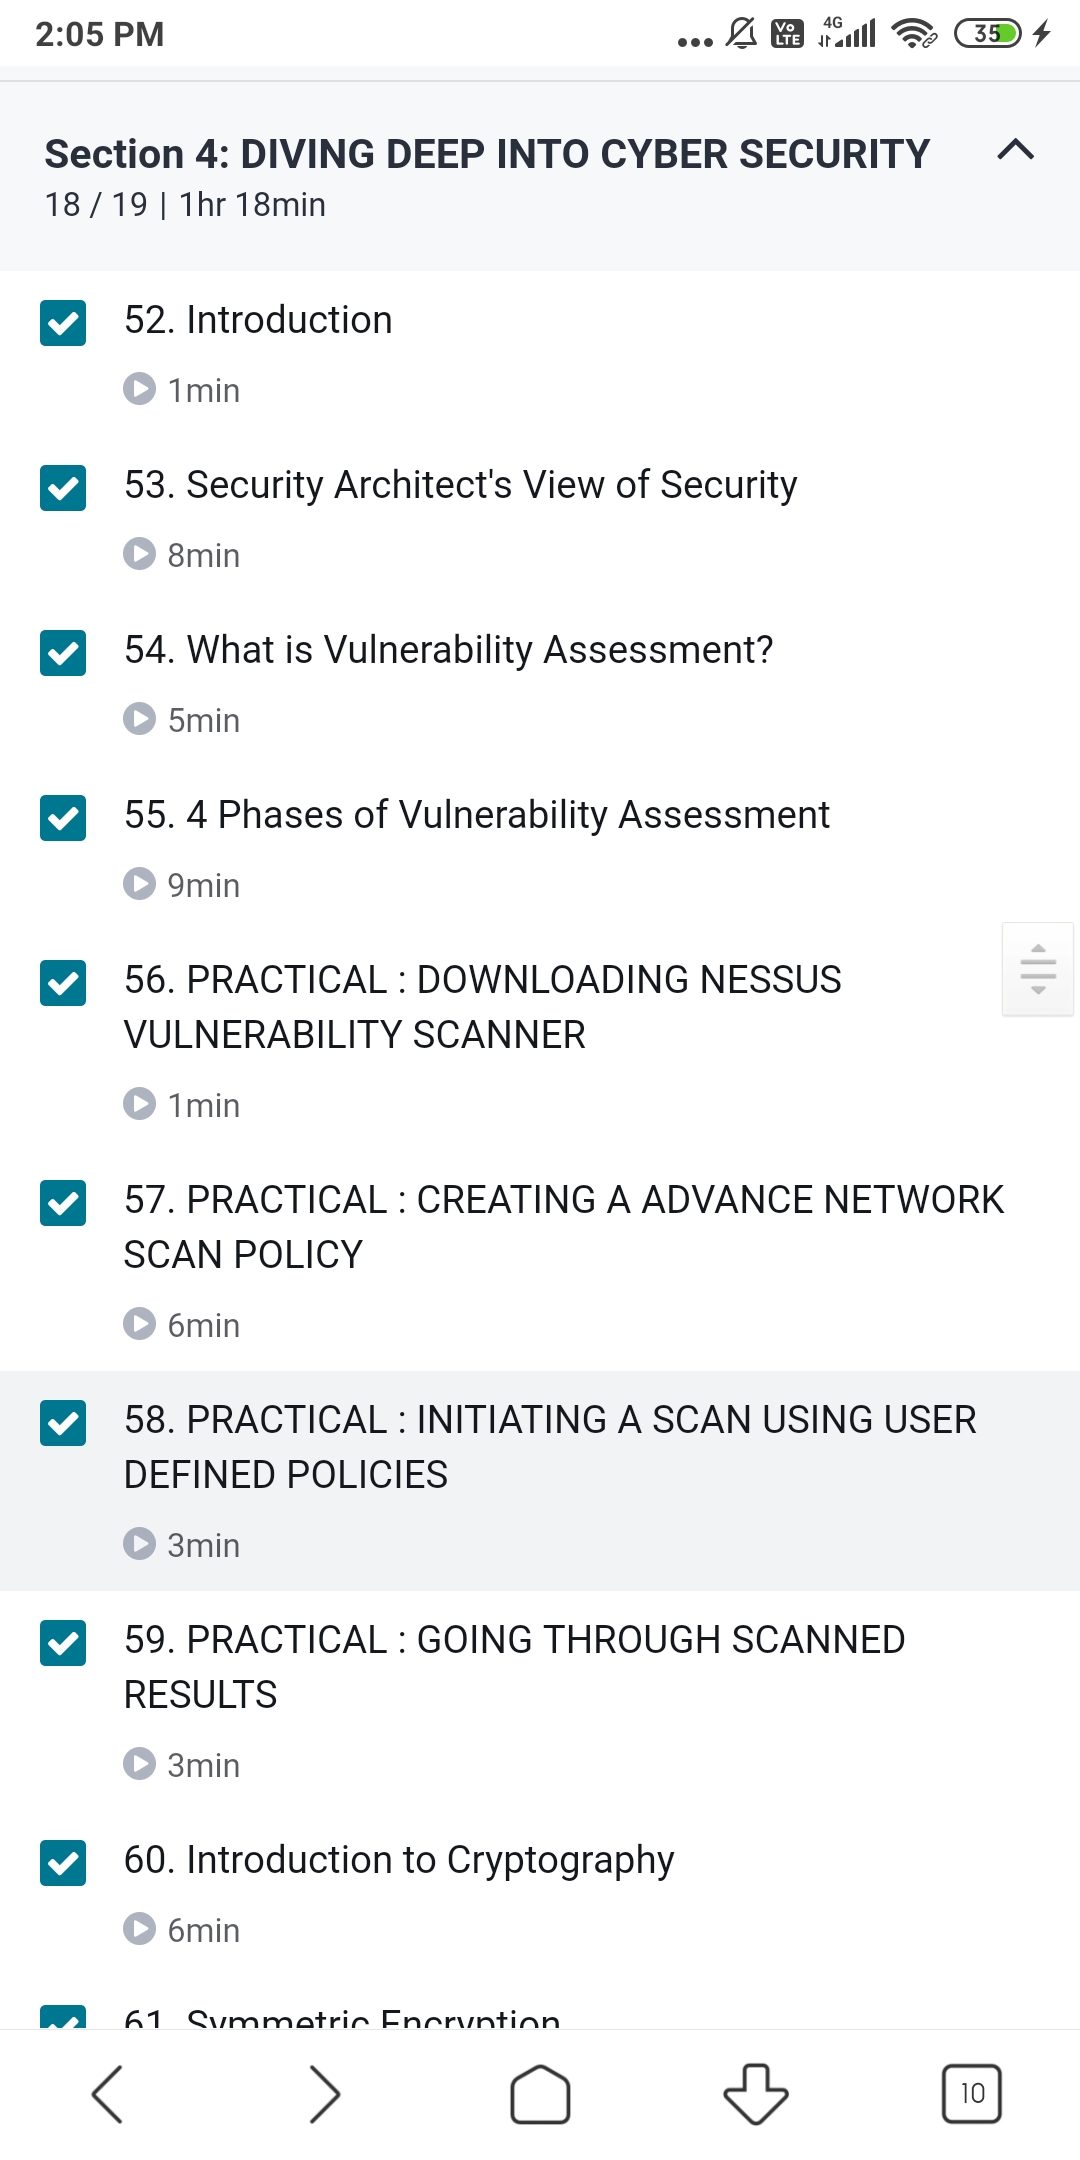 2:05 PM
Vo
LTE
4G
35
Section 4: DIVING DEEP INTO CYBER SECURITY
18 / 19 | 1hr 18min
52. Introduction
1min
53. Security Architect's View of Security
8min
54. What is Vulnerability Assessment?
5min
55. 4 Phases of Vulnerability Assessment
9min
56. PRACTICAL : DOWNLOADING NESSUS
VULNERABILITY SCANNER
1min
57. PRACTICAL : CREATING A ADVANCE NETWORK
SCAN POLICY
6min
58. PRACTICAL : INITIATING A SCAN USING USER
DEFINED POLICIES
3min
59. PRACTICAL : GOING THROUGH SCANNED
RESULTS
3min
60. Introduction to Cryptography
6min
61. Symmetric Encryption
10